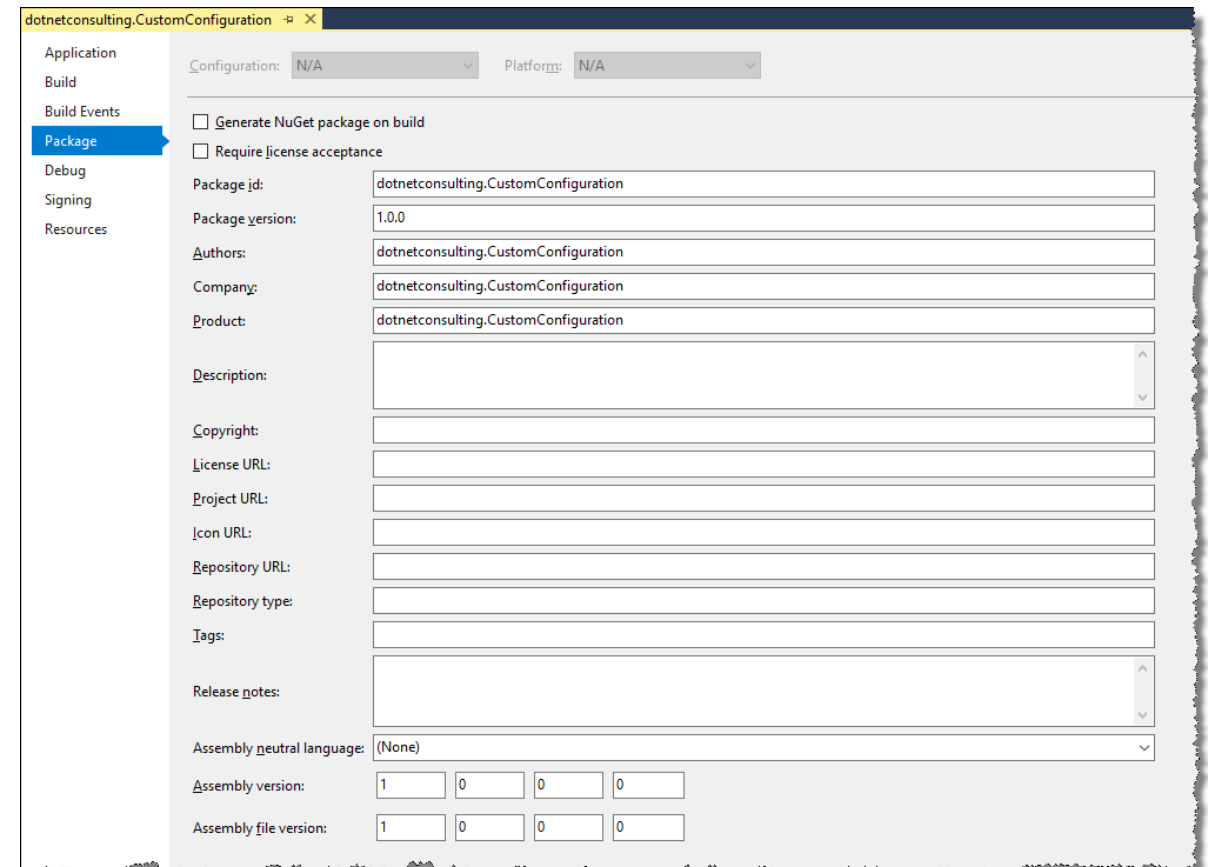 dotnetconsulting.CustomConfiguration
Application
Build
Build Events
Package
Debug
Signing
Resources
Configuration: N/A Platform: N/A
Generate NuGet package on build
Require license acceptance
Package id: dotnetconsulting.CustomConfiguration
Package version: 1.0.0
Authors: dotnetconsulting.CustomConfiguration
Company: dotnetconsulting.CustomConfiguration
Product: dotnetconsulting.CustomConfiguration
Description:
Copyright:
License URL:
Project URL:
Icon URL:
Repository URL:
Repository type:
Tags:
Release notes:
Assembly neutral language: (None)
Assembly version: 1 0 0 0
Assembly file version: 1 0 0 0